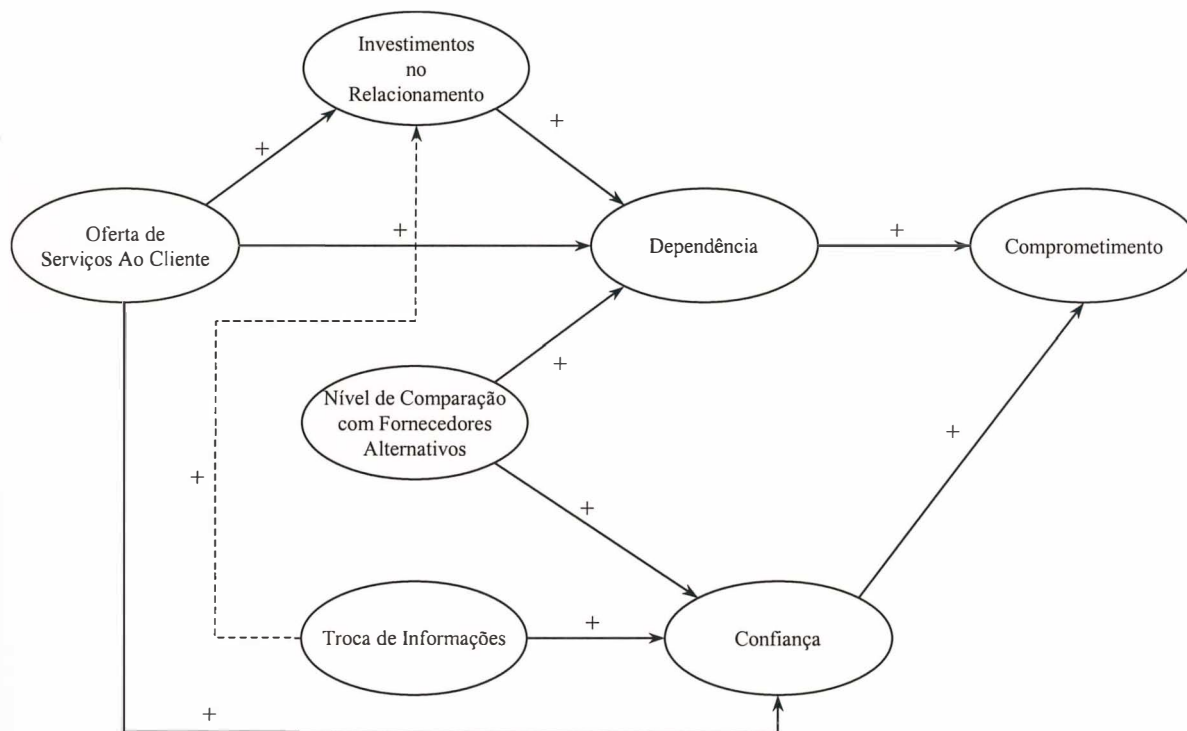 Investimentos
no
Relacionamento
+
+
Oferta de
Serviços Ao Cliente
+
Dependência
+
Comprometimento
+
Nível de Comparação
com Fornecedores
Alternativos
+
+
+
Troca de Informações
+
Confiança
+